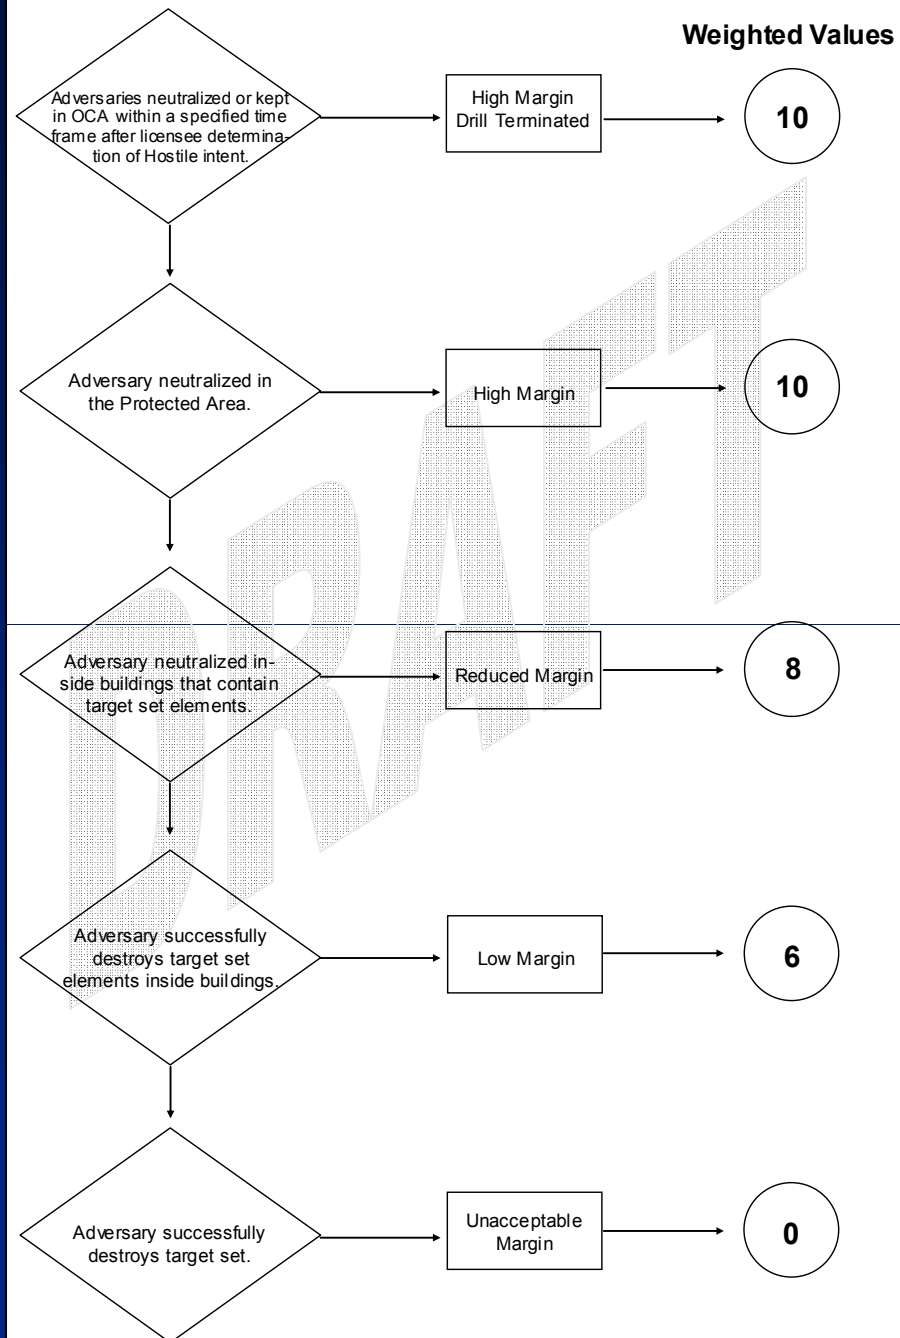 Weighted Values
Adversaries neutralized or kept
in OCA within a specified time
frame after licensee determina-
tion of Hostile intent.
High Margin
Drill Terminated
10
Adversary neutralized in
the Protected Area.
High Margin
10
Adversary neutralized in-
side buildings that contain
target set elements.
Reduced Margin
8
Adversary successfully
destroys target set
elements inside buildings.
Low Margin
6
Adversary successfully
destroys target set.
Unacceptable
Margin
0
DRAFT